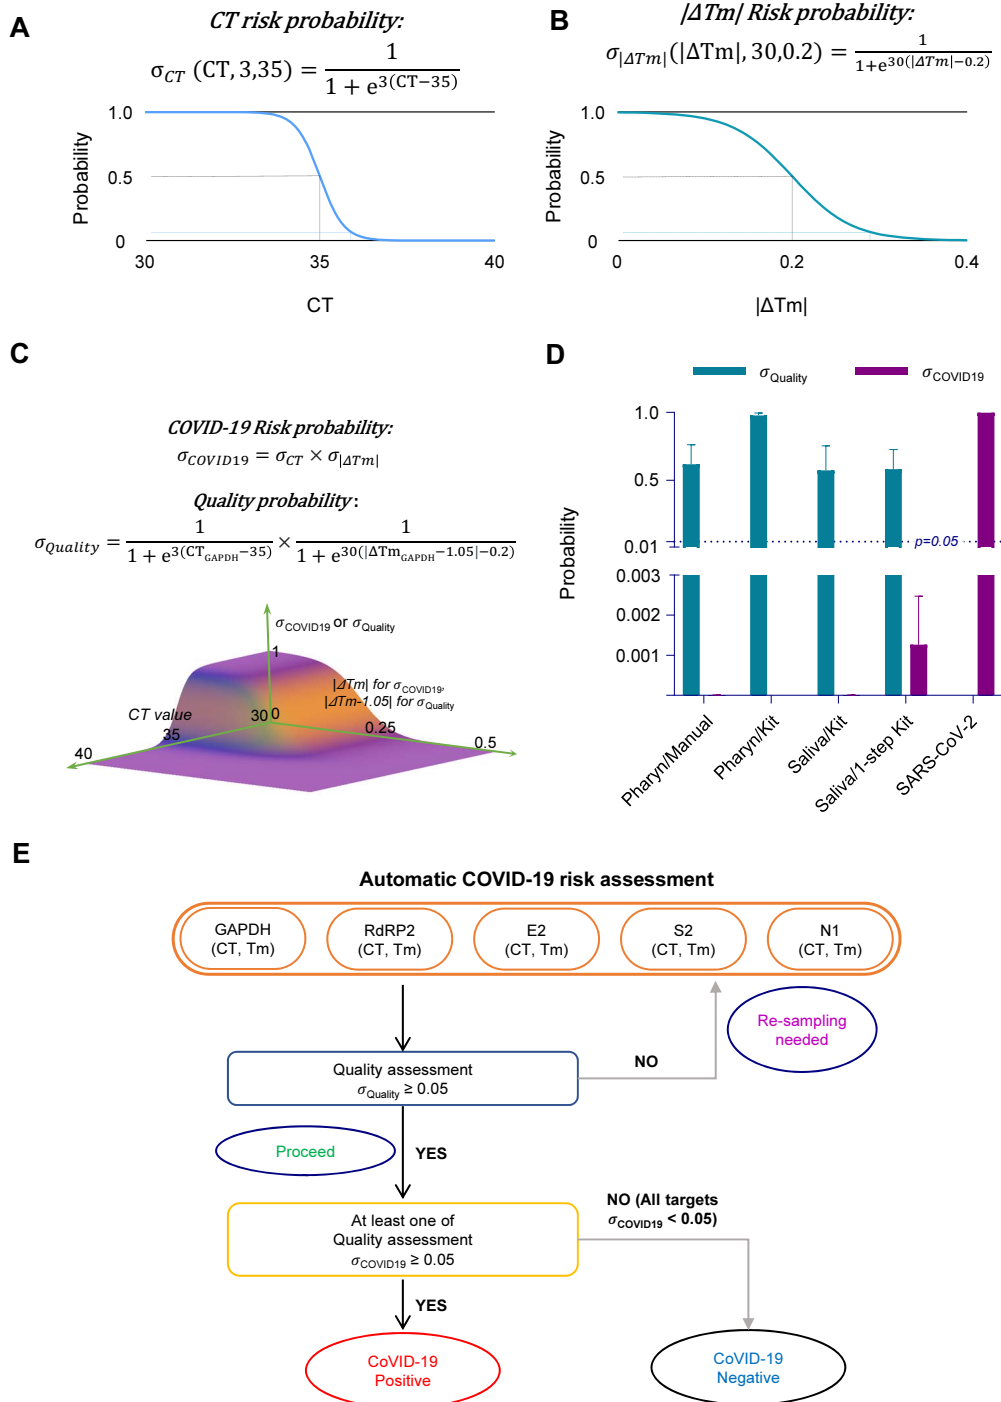 A
CT risk probability:
σCT (CT, 3,35) = 1 / 1 + e^3(CT−35)
Probability
1.0
0.5
0
30
35
40
CT
B
|ΔTm| Risk probability:
σ|ΔTm|(|ΔTm|, 30,0.2) = 1 / 1+e^30(|ΔTm|−0.2)
Probability
1.0
0.5
0
0
0.2
0.4
|ΔTm|
C
COVID-19 Risk probability:
σCOVID19 = σCT × σ|ΔTm|
Quality probability:
σQuality = 1 / 1 + e^3(CTGAPDH−35) × 1 / 1 + e^30(|ΔTmGAPDH−1.05|−0.2)
σCOVID19 or σQuality
1
|ΔTm| for σCOVID19,
|ΔTm-1.05| for σQuality
CT value
30
0
35
0.25
40
0.5
D
σQuality
σCOVID19
Probability
1.0
0.5
0.01
p=0.05
0.003
0.002
0.001
Pharyn/Manual
Pharyn/Kit
Saliva/Kit
Saliva/1-step Kit
SARS-CoV-2
E
Automatic COVID-19 risk assessment
GAPDH
(CT, Tm)
RdRP2
(CT, Tm)
E2
(CT, Tm)
S2
(CT, Tm)
N1
(CT, Tm)
Re-sampling
needed
Quality assessment
σQuality ≥ 0.05
NO
Proceed
YES
At least one of
Quality assessment
σCOVID19 ≥ 0.05
NO (All targets
σCOVID19 < 0.05)
YES
CoVID-19
Positive
CoVID-19
Negative